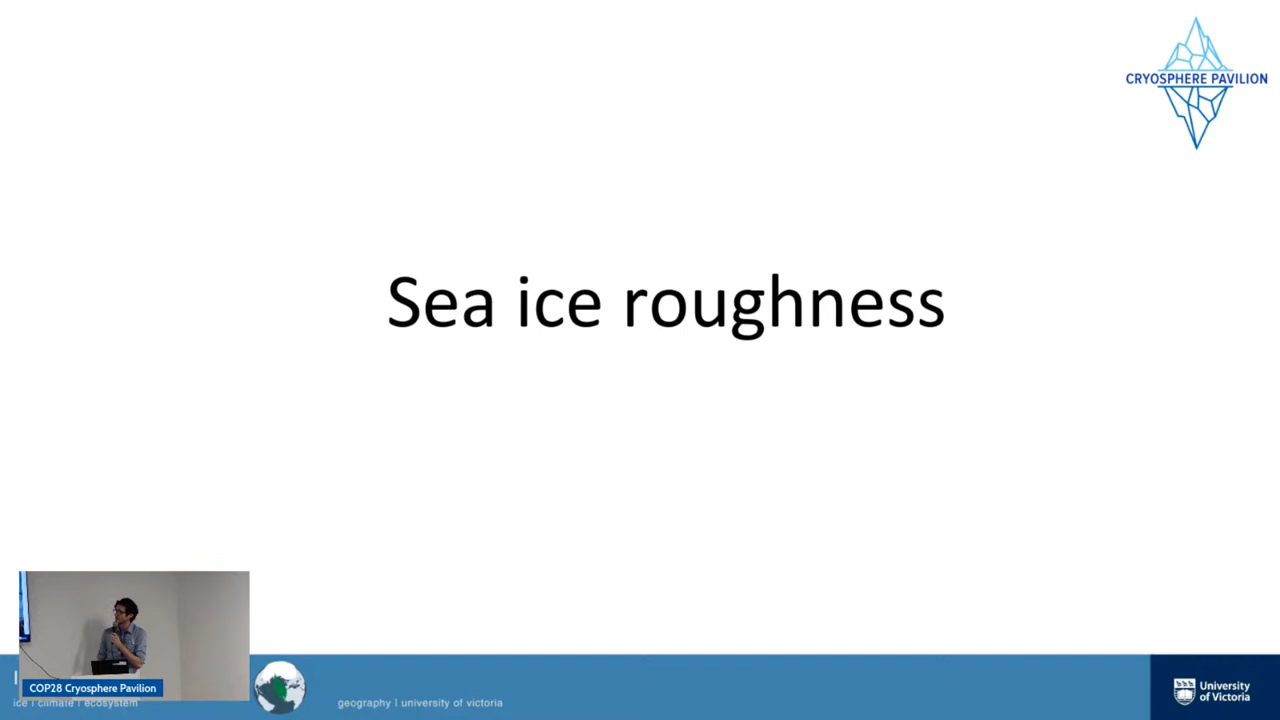 CRYOSPHERE PAVILION
Sea ice roughness
COP28 Cryosphere Pavilion
ice I climate I ecosystem
geography I university of victoria
University
of Victoria